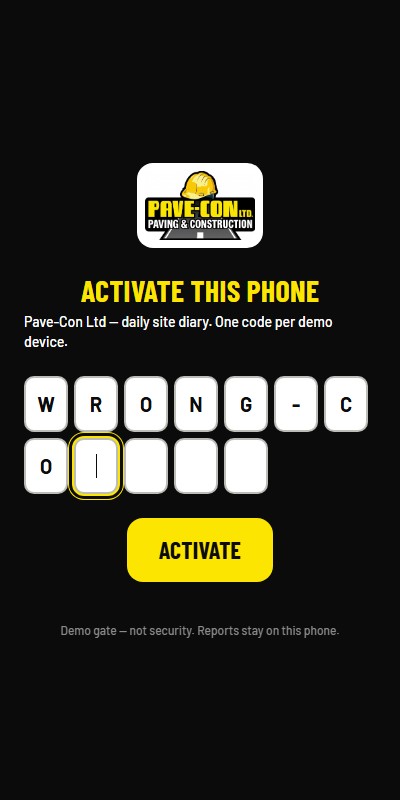 PAVE-CON LTD.
PAVING & CONSTRUCTION
ACTIVATE THIS PHONE
Pave-Con Ltd — daily site diary. One code per demo
device.
W R O N G - C
O
ACTIVATE
Demo gate — not security. Reports stay on this phone.